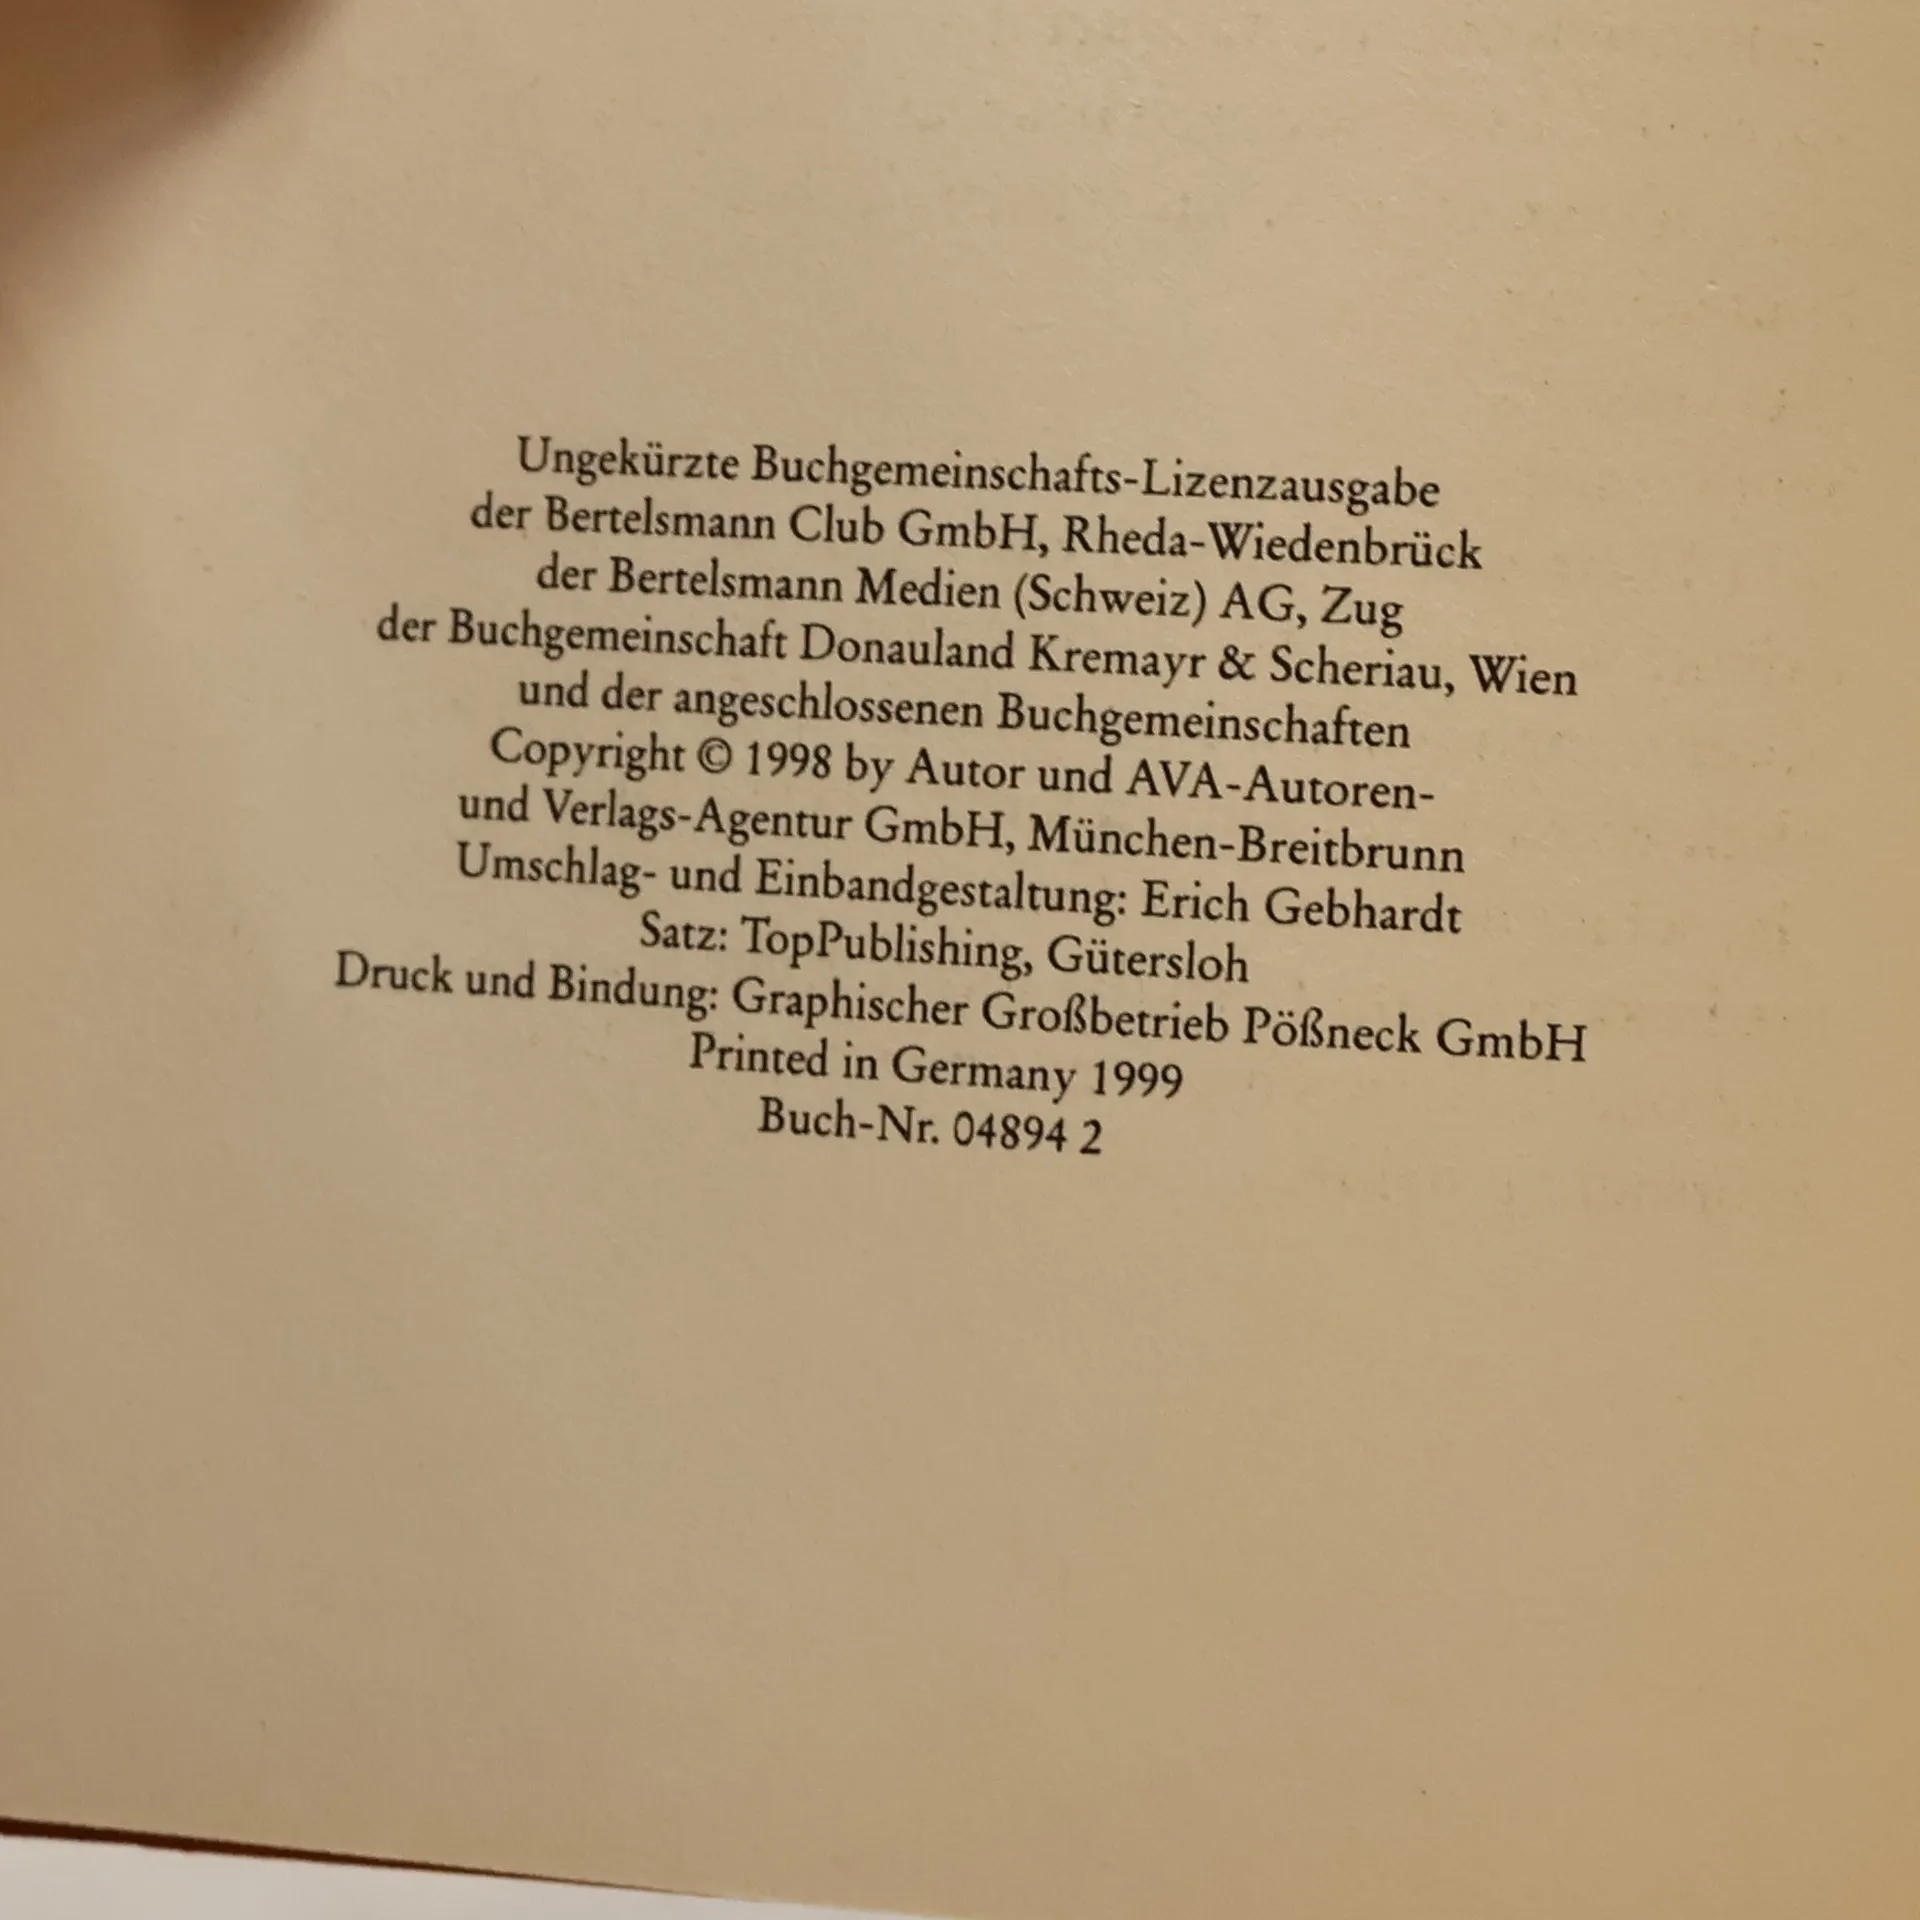 Ungekürzte Buchgemeinschafts-Lizenzausgabe
der Bertelsmann Club GmbH, Rheda-Wiedenbrück
der Bertelsmann Medien (Schweiz) AG, Zug
der Buchgemeinschaft Donauland Kremayr & Scheriau, Wien
und der angeschlossenen Buchgemeinschaften
Copyright © 1998 by Autor und AVA-Autoren-
und Verlags-Agentur GmbH, München-Breitbrunn
Umschlag- und Einbandgestaltung: Erich Gebhardt
Satz: TopPublishing, Gütersloh
Druck und Bindung: Graphischer Großbetrieb Pößneck GmbH
Printed in Germany 1999
Buch-Nr. 04894 2